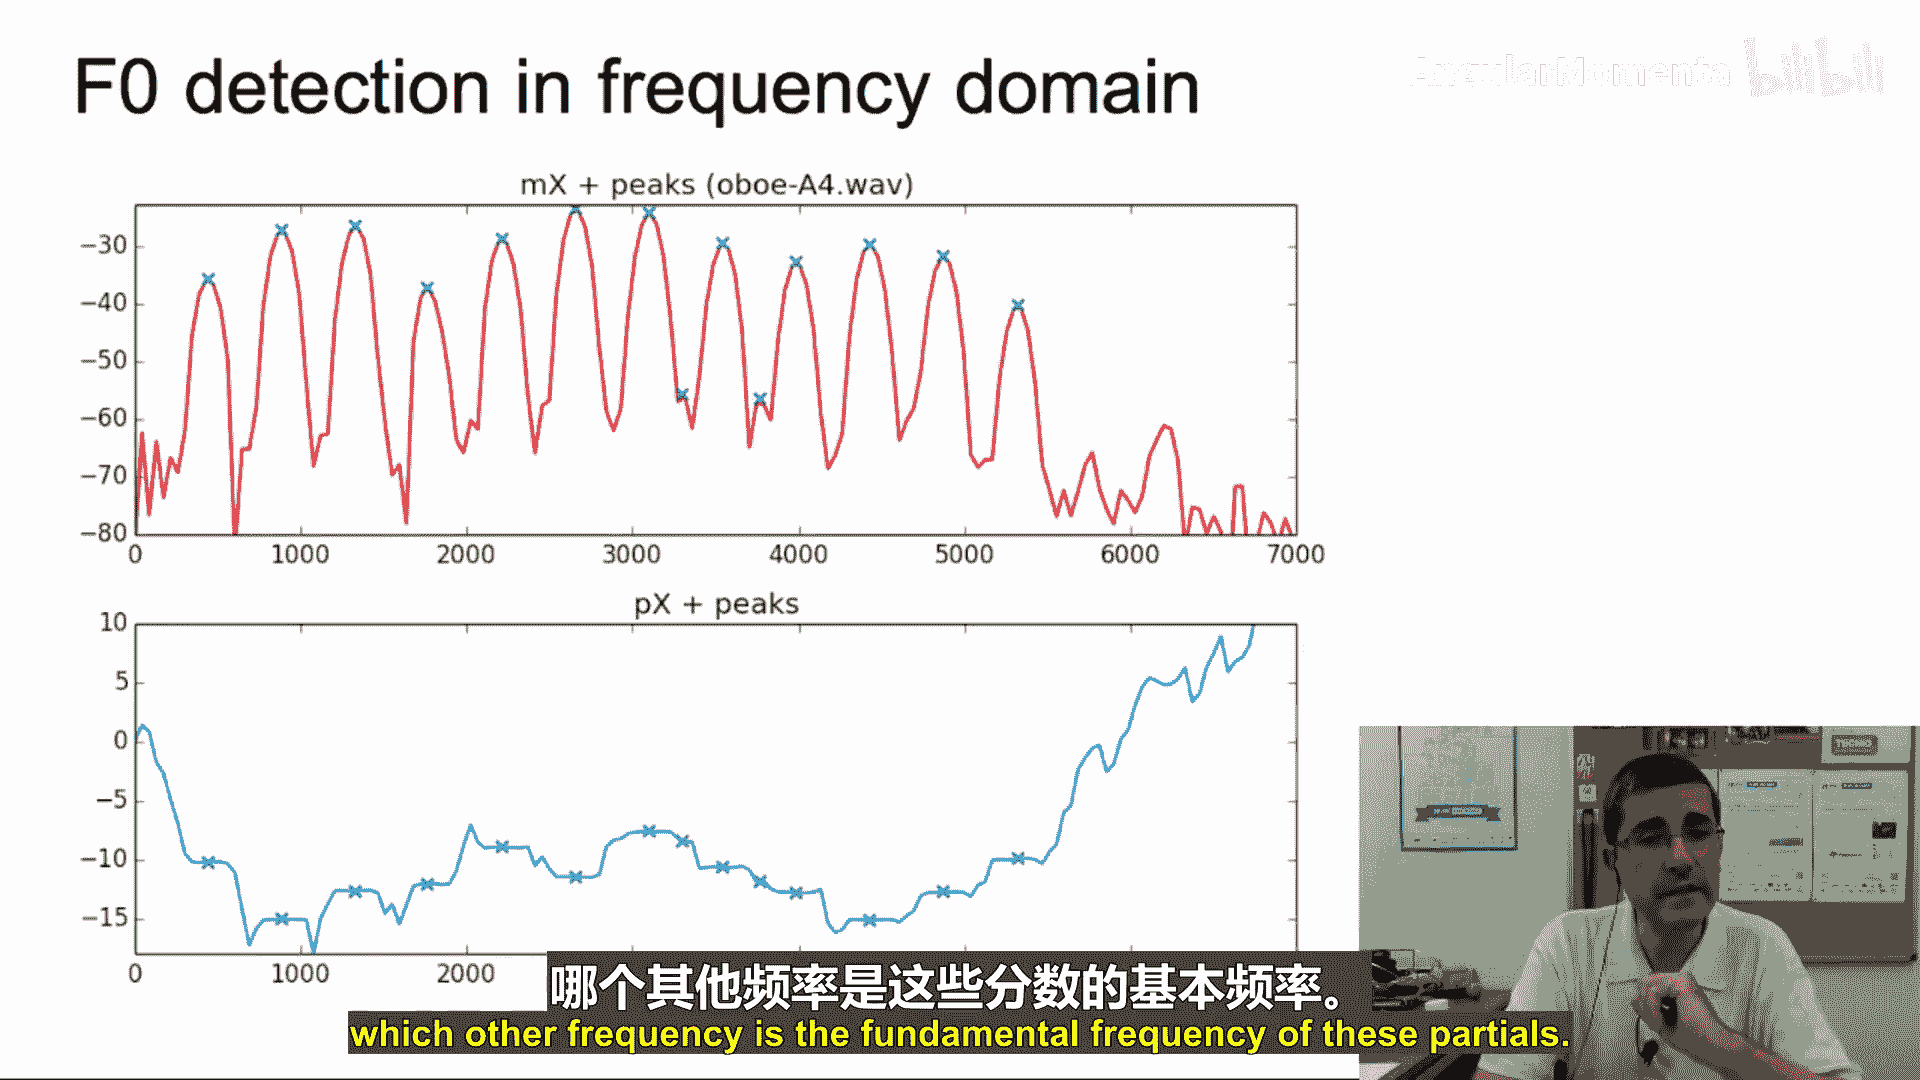 F0 detection in frequency domain
AngularMomenta bilibili
mX + peaks (oboe-A4.wav)
−30
−40
−50
−60
−70
−80
0 1000 2000 3000 4000 5000 6000 7000
pX + peaks
10
5
0
−5
−10
−15
0 1000 2000
哪个其他频率是这些分数的基本频率。
which other frequency is the fundamental frequency of these partials.